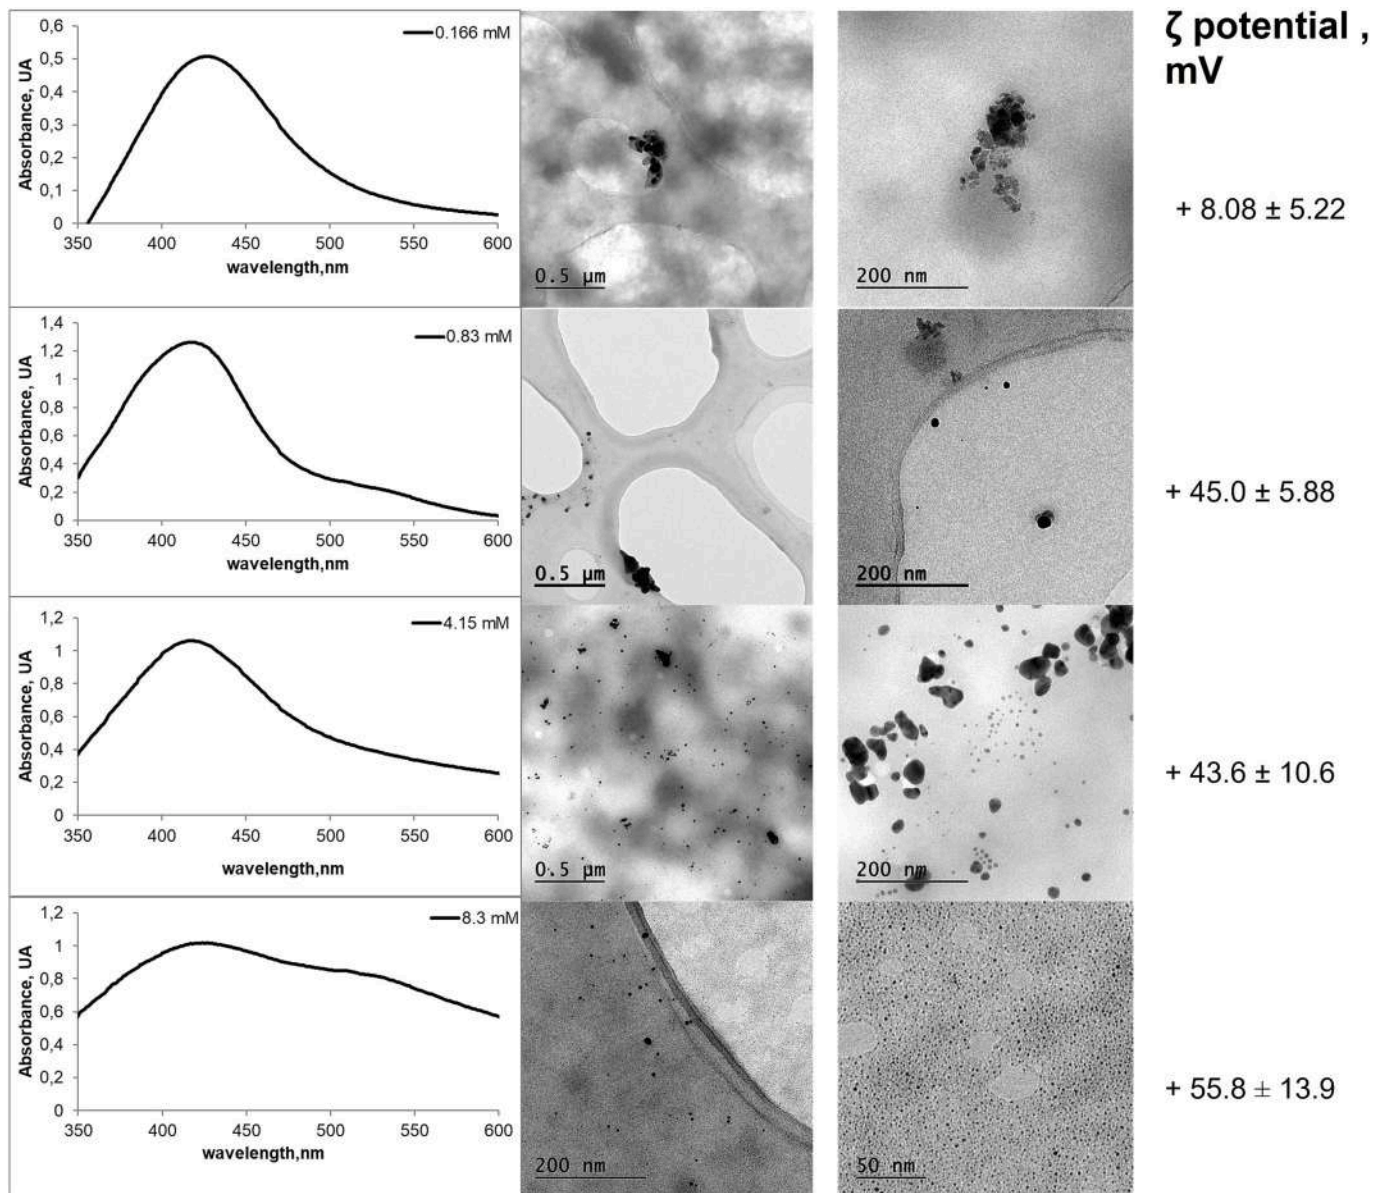 ζ potential ,
mV
0,6
0,5
0,4
0,3
0,2
0,1
0
350 400 450 500 550 600
Absorbance, UA
wavelength,nm
0.166 mM
0.5 µm
200 nm
+ 8.08 ± 5.22
1,4
1,2
1
0,8
0,6
0,4
0,2
0
350 400 450 500 550 600
Absorbance, UA
wavelength,nm
0.83 mM
0.5 µm
200 nm
+ 45.0 ± 5.88
1,2
1
0,8
0,6
0,4
0,2
0
350 400 450 500 550 600
Absorbance, UA
wavelength,nm
4.15 mM
0.5 µm
200 nm
+ 43.6 ± 10.6
1,2
1
0,8
0,6
0,4
0,2
0
350 400 450 500 550 600
Absorbance, UA
wavelength,nm
8.3 mM
200 nm
50 nm
+ 55.8 ± 13.9